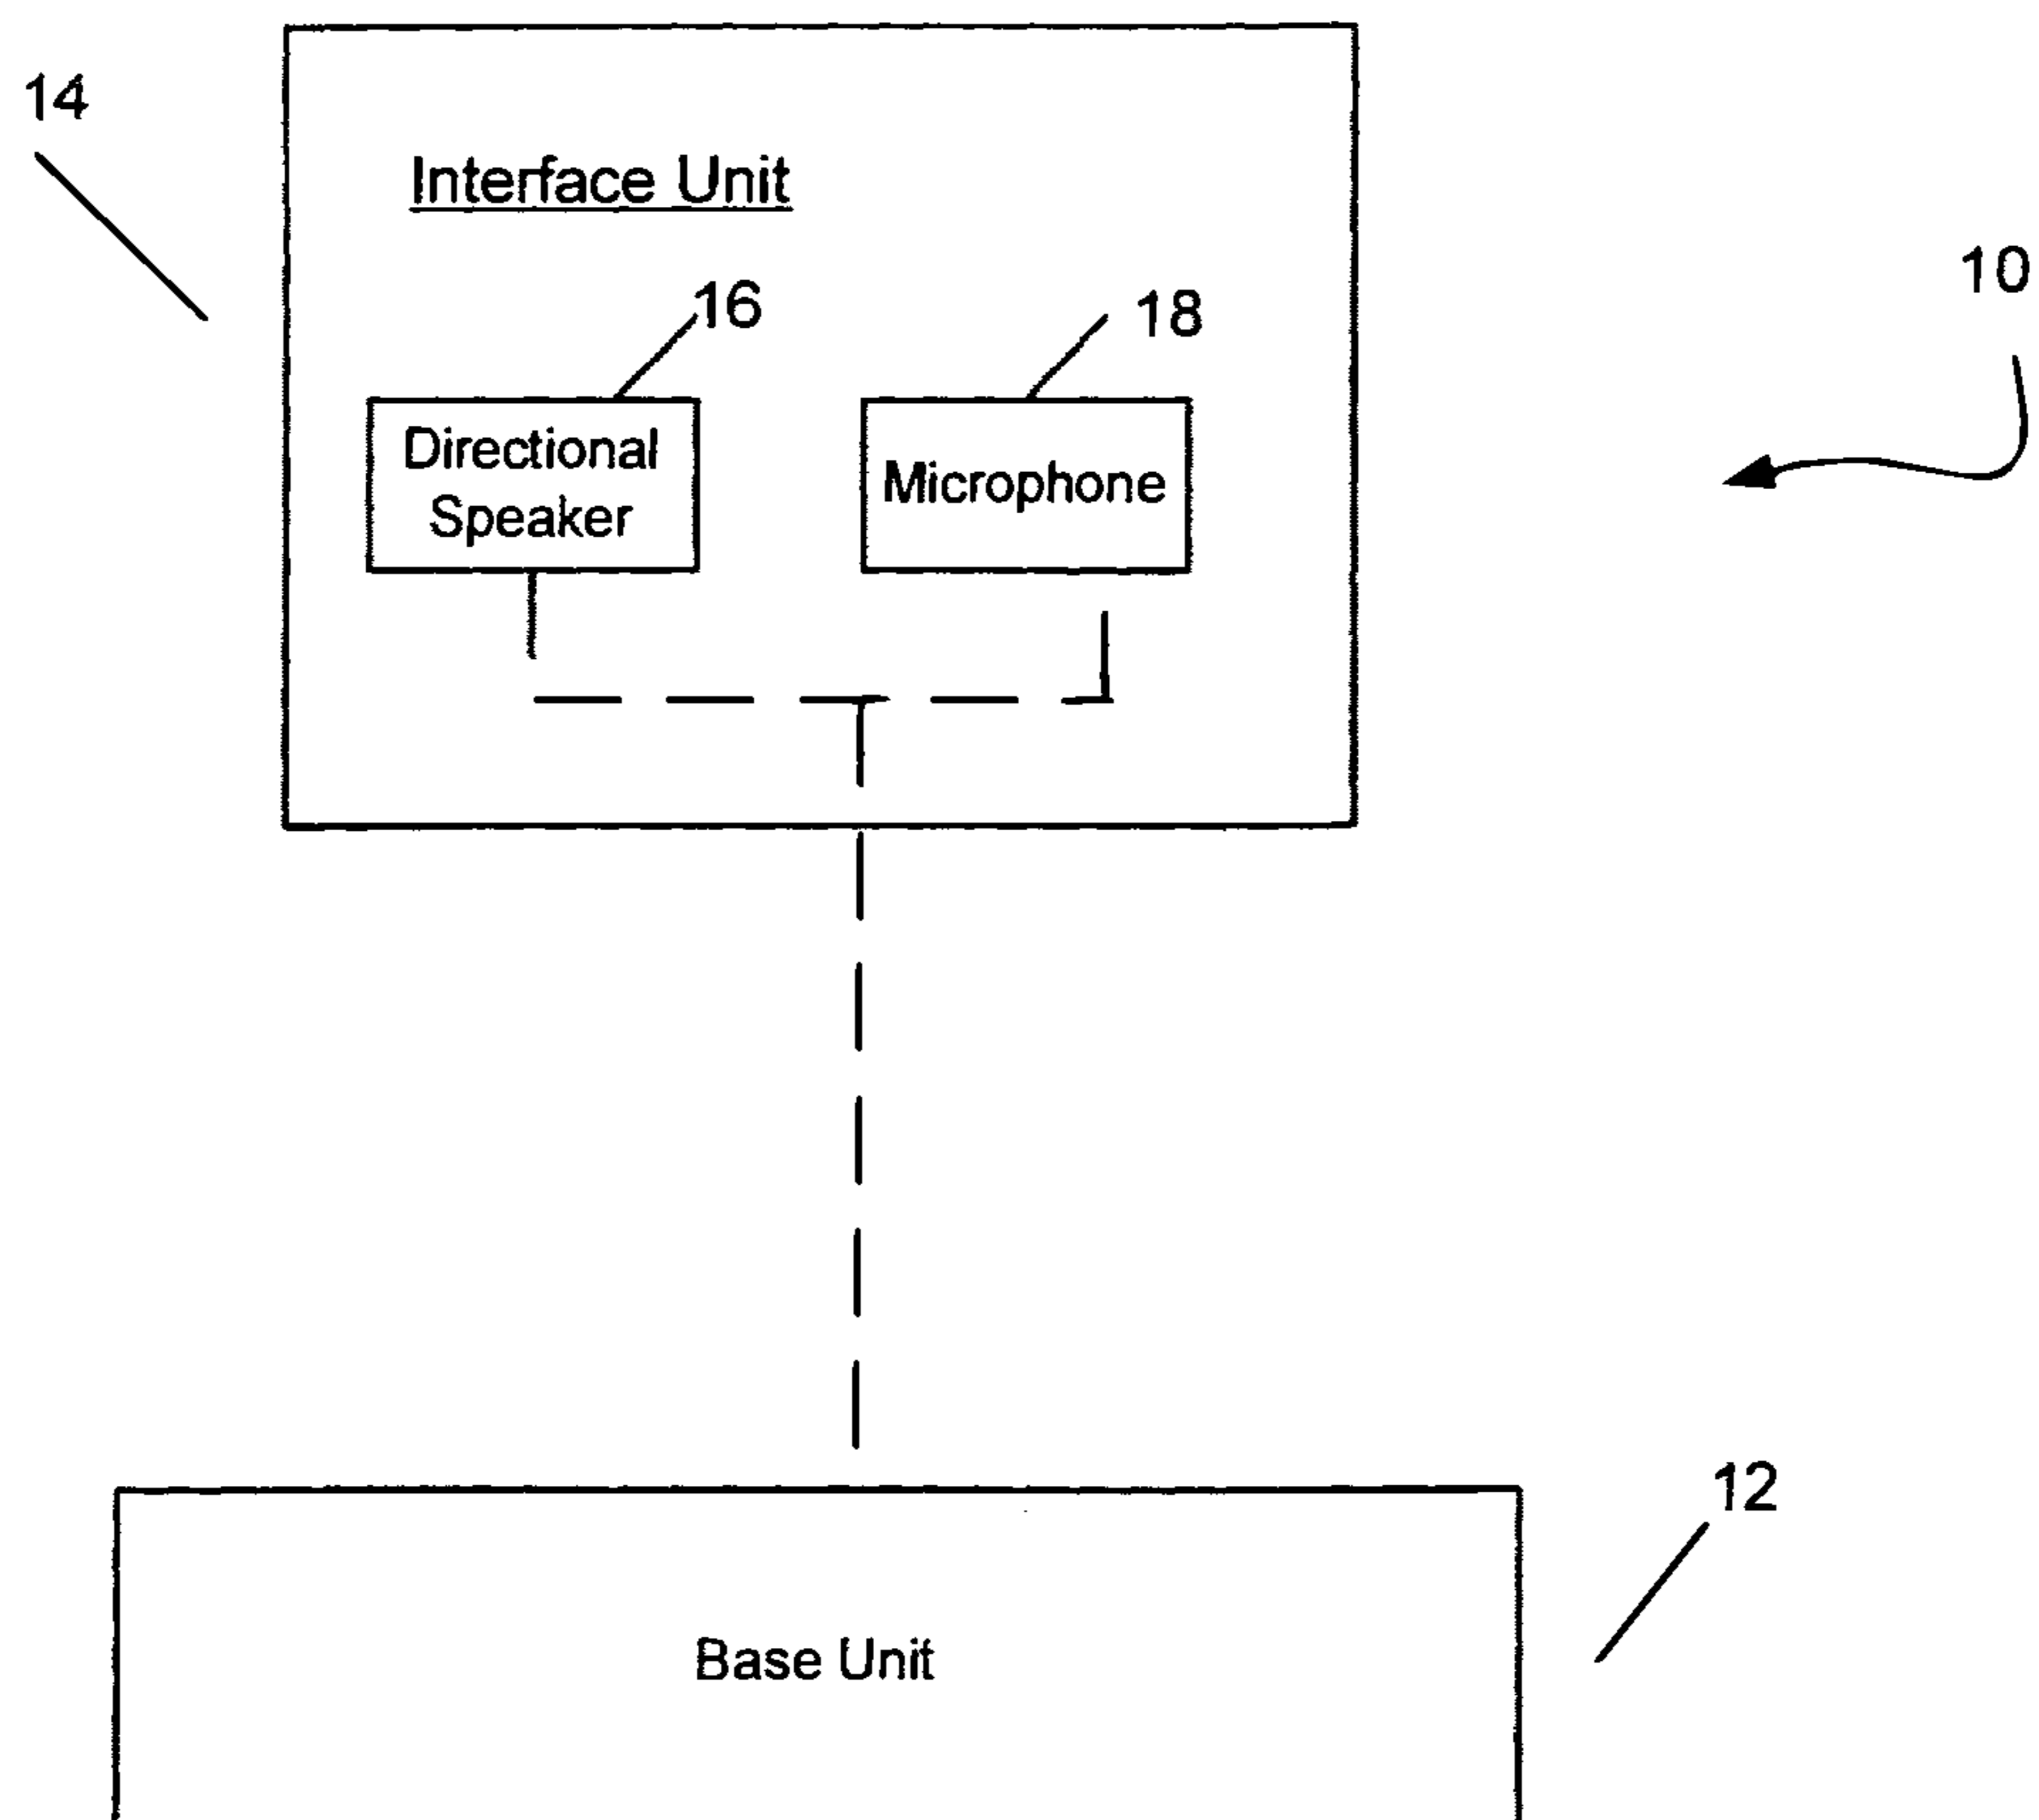 14
Interface Unit
10
16
18
Directional
Speaker
Microphone
12
Base Unit